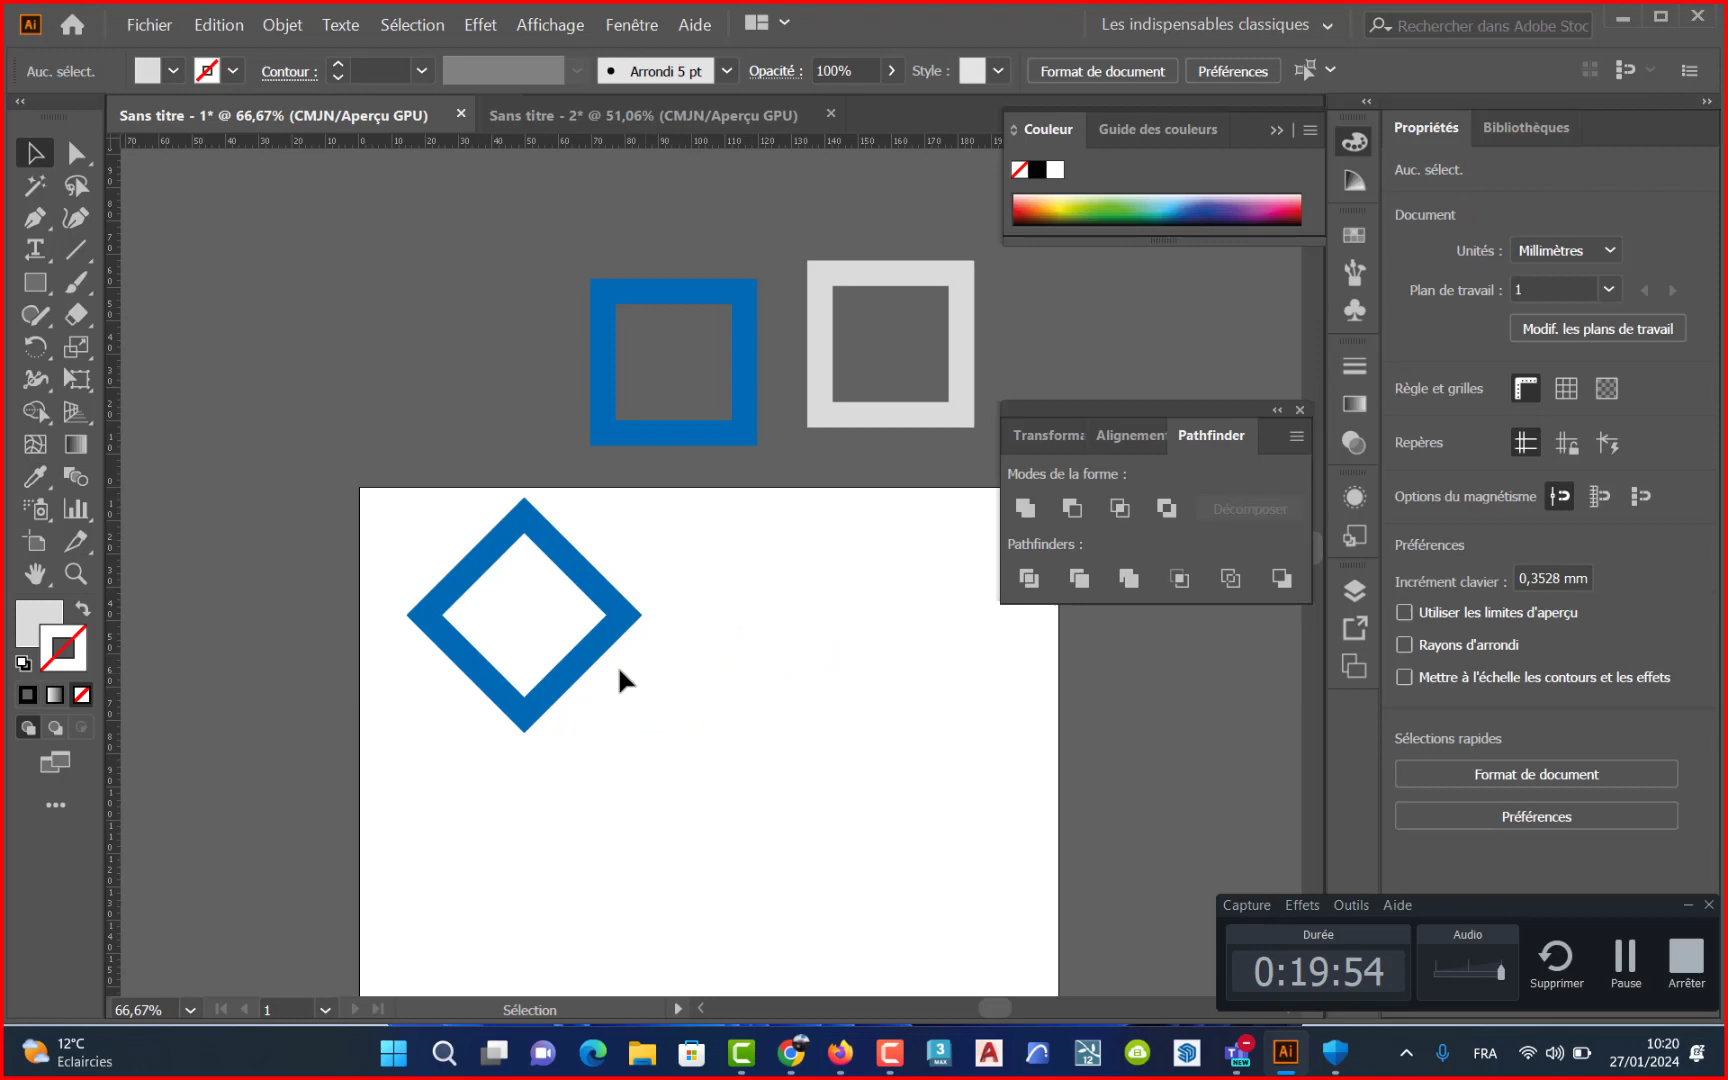 Ai Fichier Edition Objet Texte Sélection Effet Affichage Fenêtre Aide Les indispensables classiques Rechercher dans Adobe Stoc
Auc. sélect. Contour : Arrondi 5 pt Opacité : 100% Style : Format de document Préférences
Sans titre - 1* @ 66,67% (CMJN/Aperçu GPU) Sans titre - 2* @ 51,06% (CMJN/Aperçu GPU)
Couleur Guide des couleurs
Propriétés Bibliothèques
Auc. sélect.
Document
Unités : Millimètres
Plan de travail : 1
Modif. les plans de travail
Règle et grilles
Repères
Options du magnétisme
Préférences
Incrément clavier : 0,3528 mm
Utiliser les limites d'aperçu
Rayons d'arrondi
Mettre à l'échelle les contours et les effets
Sélections rapides
Format de document
Préférences
Transforma Alignemen Pathfinder
Modes de la forme :
Décomposer
Pathfinders :
Capture Effets Outils Aide
Durée Audio
0:19:54
Supprimer Pause Arrêter
66,67% 1 Sélection
12°C
Eclaircies
FRA
10:20
27/01/2024